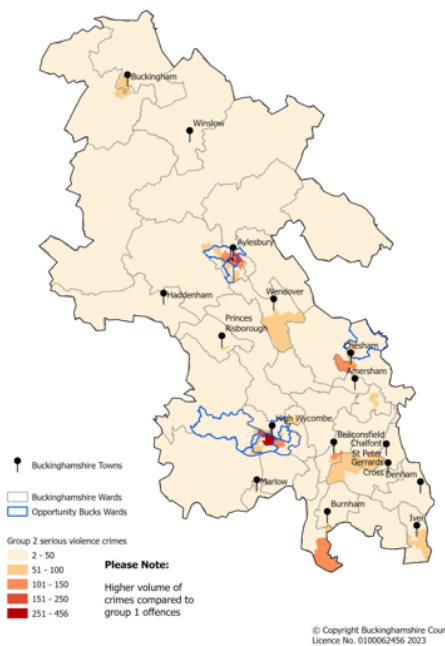 Buckingham
Winslow
Aylesbury
Haddenham
Wendover
Princes
Risborough
Chesham
Amersham
High Wycombe
Beaconsfield
Chalfont
St Peter
Gerrards
Cross
Denham
Marlow
Burnham
Iver
Buckinghamshire Towns
Buckinghamshire Wards
Opportunity Bucks Wards
Group 2 serious violence crimes
2 - 50
51 - 100
101 - 150
151 - 250
251 - 456
Please Note:
Higher volume of
crimes compared to
group 1 offences
© Copyright Buckinghamshire Cour
Licence No. 0100062456 2023